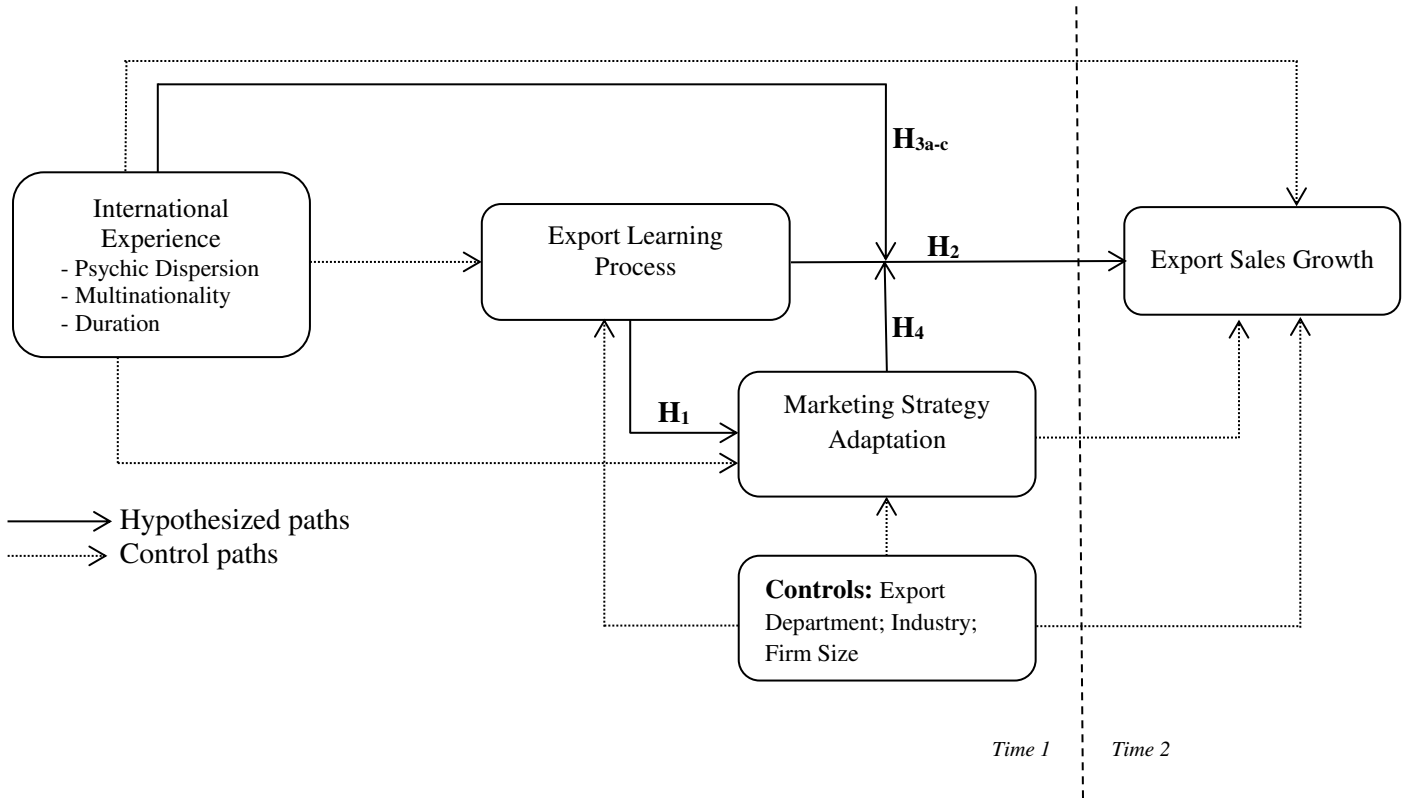 H3a-c
International
Experience
- Psychic Dispersion
- Multinationality
- Duration
Export Learning
Process
H2
Export Sales Growth
H4
H1
Marketing Strategy
Adaptation
Hypothesized paths
Control paths
Controls: Export
Department; Industry;
Firm Size
Time 1
Time 2